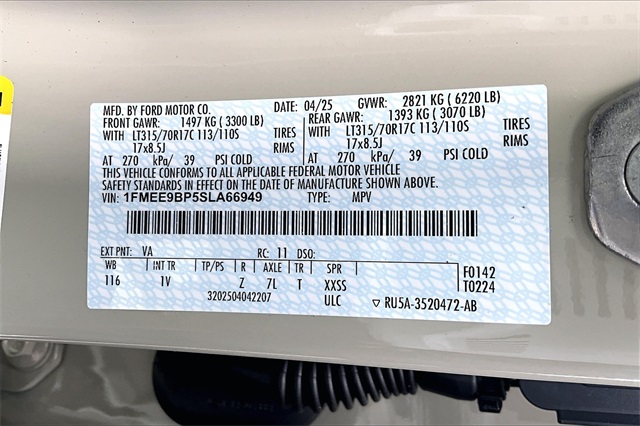 MFD. BY FORD MOTOR CO. DATE: 04/25 GVWR: 2821 KG ( 6220 LB)
FRONT GAWR: 1497 KG ( 3300 LB) REAR GAWR: 1393 KG ( 3070 LB)
WITH LT315/70R17C 113/110S TIRES WITH LT315/70R17C 113/110S TIRES
17x8.5J RIMS 17x8.5J RIMS
AT 270 kPa/ 39 PSI COLD AT 270 kPa/ 39 PSI COLD
THIS VEHICLE CONFORMS TO ALL APPLICABLE FEDERAL MOTOR VEHICLE
SAFETY STANDARDS IN EFFECT ON THE DATE OF MANUFACTURE SHOWN ABOVE.
VIN: 1FMEE9BP5SLA66949 TYPE: MPV
EXT PNT: VA RC: 11 DSO: F0142
WB INT TR TP/PS R AXLE TR SPR T0224
116 1V Z 7L T XXSS
3202504042207 ULC ▽ RU5A-3520472-AB